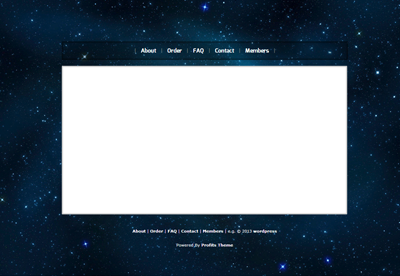 | About | Order | FAQ | Contact | Members |
About | Order | FAQ | Contact | Members | e.g. © 2023 wordpress
Powered By Profits Theme